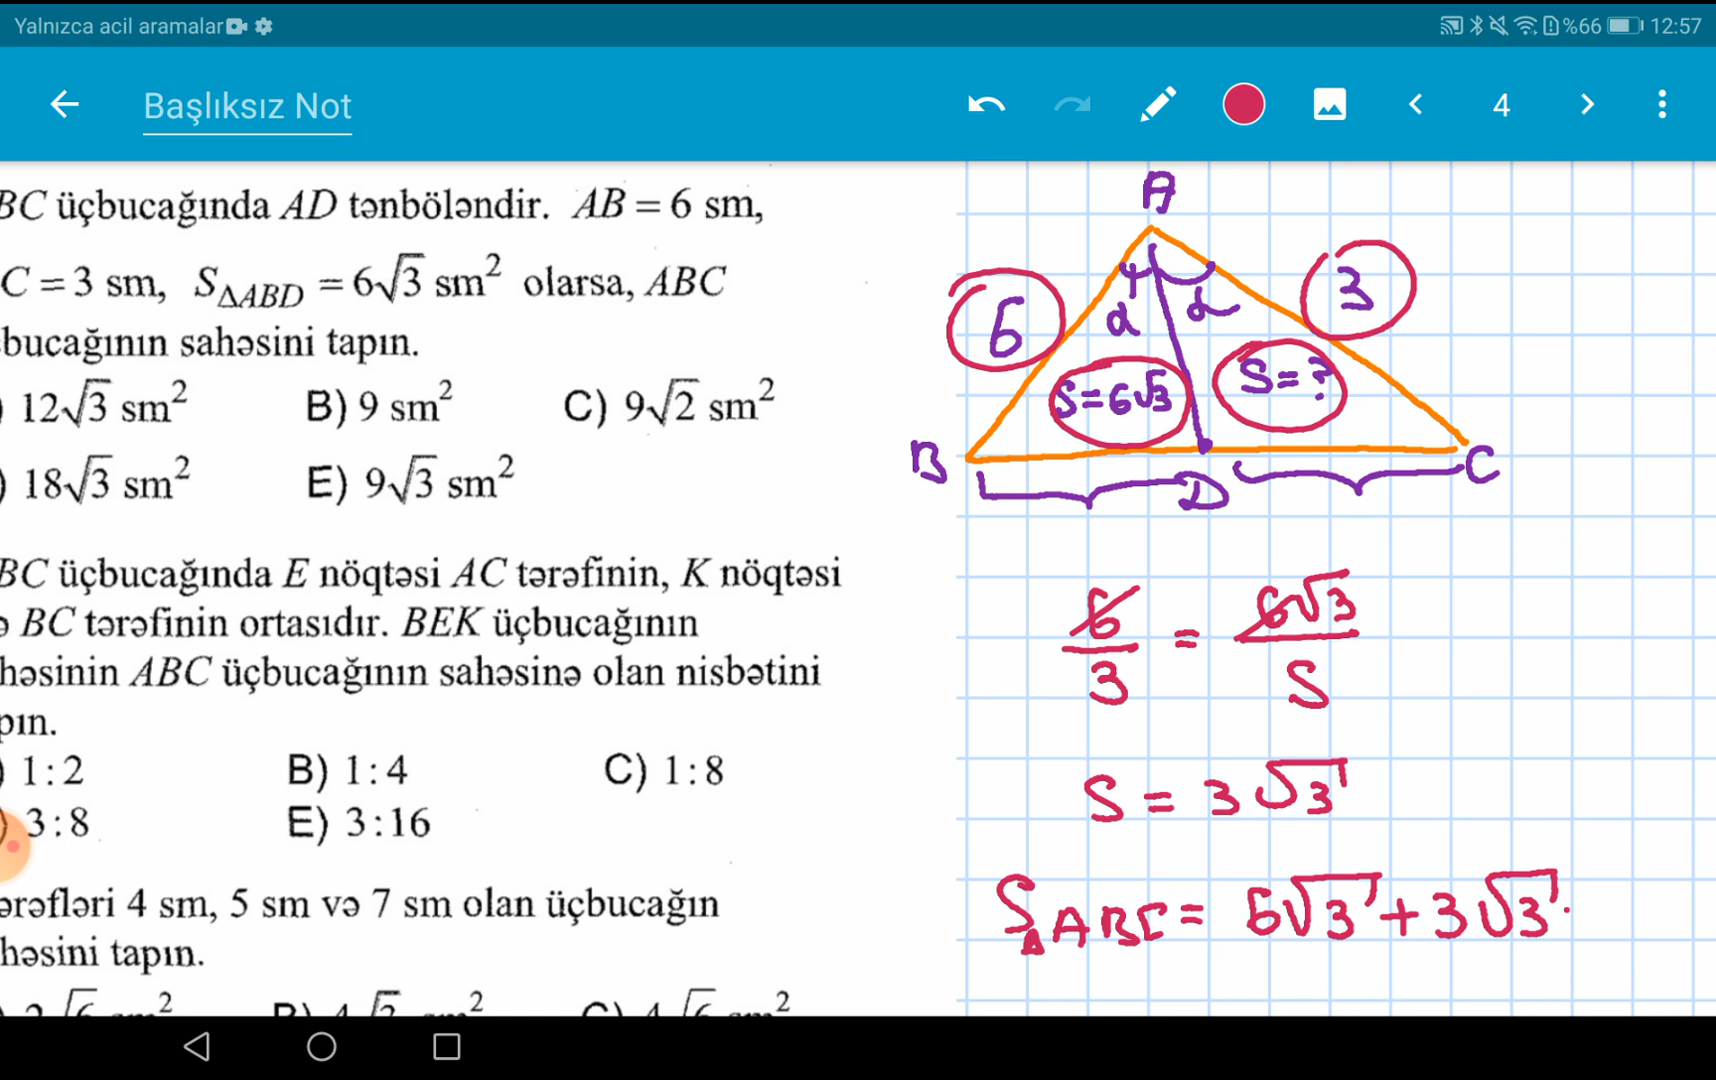 Yalnızca acil aramalar
%66 12:57
Başlıksız Not
4
BC üçbucağında AD tənböləndir. AB = 6 sm,
C = 3 sm, S∆ABD = 6√3 sm² olarsa, ABC
bucağının sahəsini tapın.
) 12√3 sm² B) 9 sm² C) 9√2 sm²
) 18√3 sm² E) 9√3 sm²
BC üçbucağında E nöqtəsi AC tərəfinin, K nöqtəsi
ə BC tərəfinin ortasıdır. BEK üçbucağının
həsinin ABC üçbucağının sahəsinə olan nisbətini
pın.
) 1:2 B) 1:4 C) 1:8
) 3:8 E) 3:16
ərəfləri 4 sm, 5 sm və 7 sm olan üçbucağın
həsini tapın.
A
6 α α 3
S=6√3 S=?
B D C
6/3 = 6√3/S
S = 3√3
S∆ABC = 6√3 + 3√3